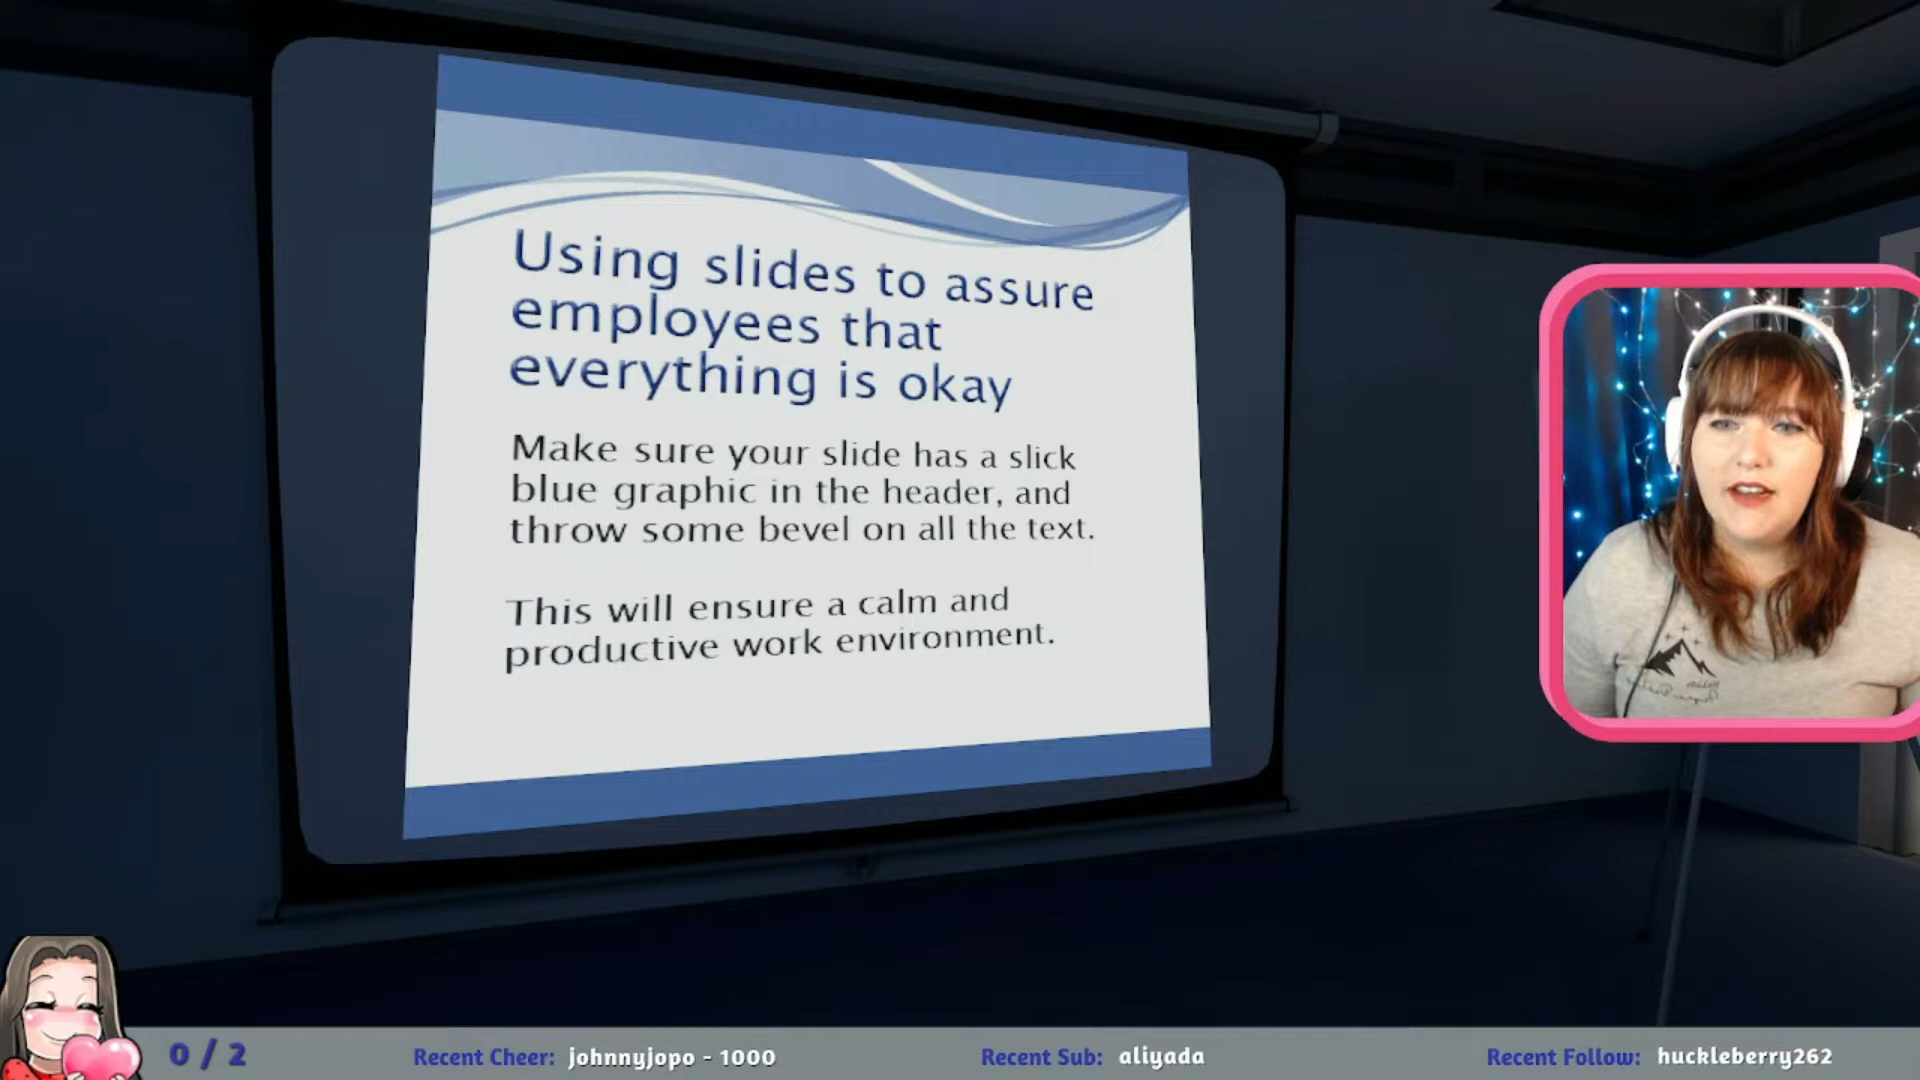 Using slides to assure
employees that
everything is okay
Make sure your slide has a slick
blue graphic in the header, and
throw some bevel on all the text.
This will ensure a calm and
productive work environment.
0 / 2
Recent Cheer: johnnyjopo - 1000
Recent Sub: aliyada
Recent Follow: huckleberry262